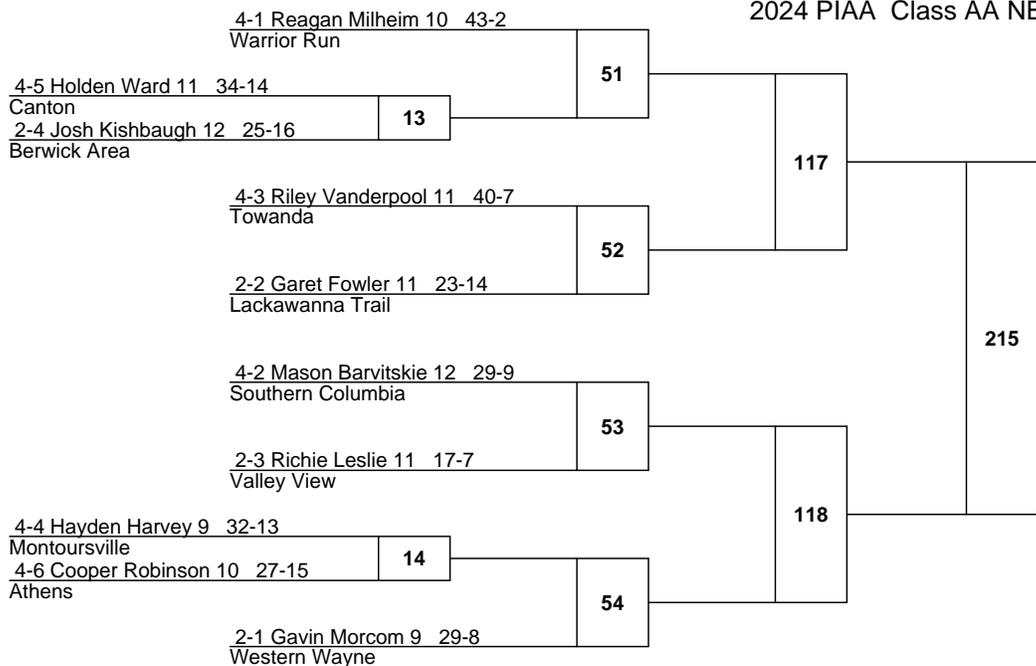 2024 PIAA Class AA NE
4-1 Reagan Milheim 10 43-2
Warrior Run
51
4-5 Holden Ward 11 34-14
Canton
13
2-4 Josh Kishbaugh 12 25-16
Berwick Area
117
4-3 Riley Vanderpool 11 40-7
Towanda
52
2-2 Garet Fowler 11 23-14
Lackawanna Trail
215
4-2 Mason Barvitskie 12 29-9
Southern Columbia
53
2-3 Richie Leslie 11 17-7
Valley View
118
4-4 Hayden Harvey 9 32-13
Montoursville
14
4-6 Cooper Robinson 10 27-15
Athens
54
2-1 Gavin Morcom 9 29-8
Western Wayne